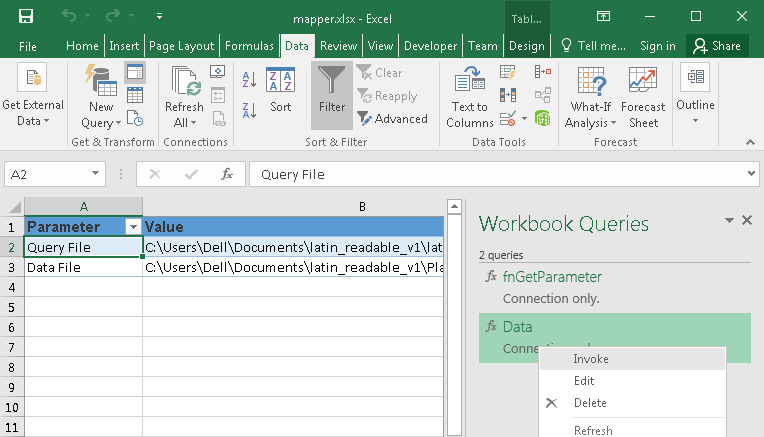 mapper.xlsx - Excel
Tabl...
File Home Insert Page Layout Formulas Data Review View Developer Team Design Tell me... Sign in Share
Get External Data
New Query
Refresh All
Sort
Filter
Clear
Reapply
Advanced
Text to Columns
What-If Analysis
Forecast Sheet
Outline
Get & Transform
Connections
Sort & Filter
Data Tools
Forecast
A2
fx
Query File
A B
1 Parameter Value
2 Query File C:\Users\Dell\Documents\latin_readable_v1\lat
3 Data File C:\Users\Dell\Documents\latin_readable_v1\Pla
4
5
6
7
8
9
10
11
Workbook Queries
2 queries
fx fnGetParameter
Connection only.
fx Data
Invoke
Edit
Delete
Refresh